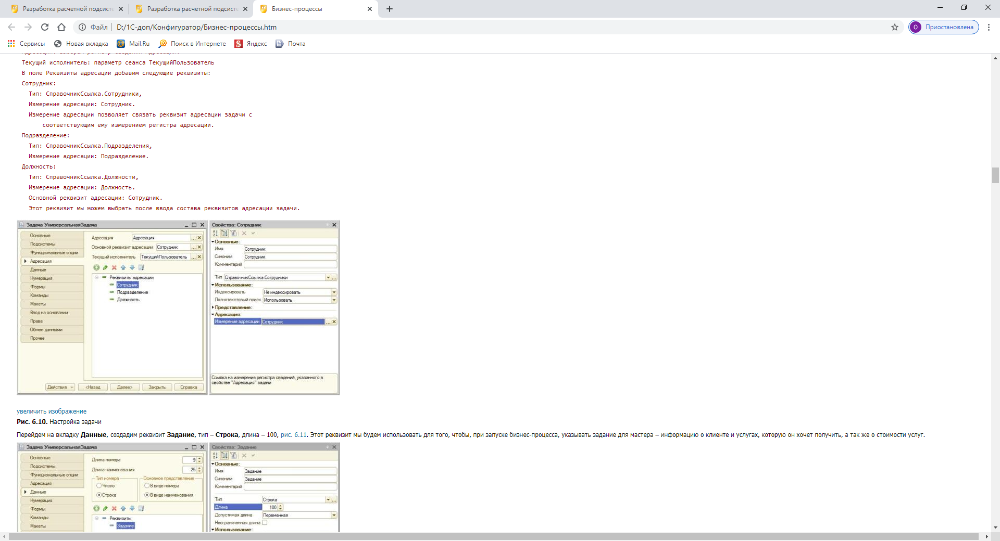 Разработка расчетной подсисте
Разработка расчетной подсисте
Бизнес-процессы
Файл
D:/1С-доп/Конфигуратор/Бизнес-процессы.htm
О
Приостановлена
Сервисы
Новая вкладка
Mail.Ru
Поиск в Интернете
Яндекс
Почта
Текущий исполнитель: параметр сеанса ТекущийПользователь
В поле Реквизиты адресации добавим следующие реквизиты:
Сотрудник:
Тип: СправочникСсылка.Сотрудники,
Измерение адресации: Сотрудник.
Измерение адресации позволяет связать реквизит адресации задачи с
соответствующим ему измерением регистра адресации.
Подразделение:
Тип: СправочникСсылка.Подразделения,
Измерение адресации: Подразделение.
Должность:
Тип: СправочникСсылка.Должности,
Измерение адресации: Должность.
Основной реквизит адресации: Сотрудник.
Этот реквизит мы можем выбрать после ввода состава реквизитов адресации задачи.
Задача УниверсальнаяЗадача
Основные
Подсистемы
Функциональные опции
Адресация
Данные
Нумерация
Формы
Команды
Макеты
Ввод на основании
Права
Обмен данными
Прочее
Адресация Адресация
Основной реквизит адресации Сотрудник
Текущий исполнитель ТекущийПользователь
Реквизиты адресации
Сотрудник
Подразделение
Должность
Действия <Назад Далее> Закрыть Справка
Свойства: Сотрудник
Основные:
Имя Сотрудник
Синоним Сотрудник
Комментарий
Тип СправочникСсылка.Сотрудники
Использование:
Индексировать Не индексировать
Полнотекстовый поиск Использовать
Представление:
Адресация:
Измерение адресации Сотрудник
Ссылка на измерение регистра сведений, указанного в
свойстве "Адресация" задачи
увеличить изображение
Рис. 6.10. Настройка задачи
Перейдем на вкладку Данные, создадим реквизит Задание, тип – Строка, длина – 100, рис. 6.11. Этот реквизит мы будем использовать для того, чтобы, при запуске бизнес-процесса, указывать задание для мастера – информацию о клиенте и услугах, которую он хочет получить, а так же о стоимости услуг.
Задача УниверсальнаяЗадача
Основные
Подсистемы
Функциональные опции
Адресация
Данные
Нумерация
Формы
Команды
Макеты
Длина номера 9
Длина наименования 25
Тип номера
Число
Строка
Основное представление
В виде номера
В виде наименования
Реквизиты
Задание
Свойства: Задание
Основные:
Имя Задание
Синоним Задание
Комментарий
Тип Строка
Длина 100
Допустимая длина Переменная
Неограниченная длина
Использование: